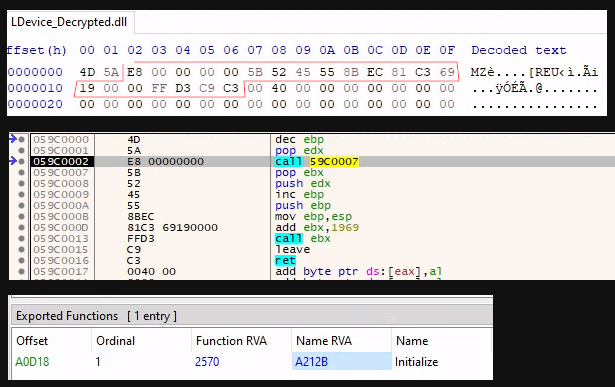 LDevice_Decrypted.dll
ffset(h) 00 01 02 03 04 05 06 07 08 09 0A 0B 0C 0D 0E 0F Decoded text
0000000 4D 5A E8 00 00 00 00 5B 52 45 55 8B EC 81 C3 69 MZè....[REU‹ì.Ãi
0000010 19 00 00 FF D3 C9 C3 00 40 00 00 00 00 00 00 00 ...ÿÓÉÃ.@.......
0000020 00 00 00 00 00 00 00 00 00 00 00 00 00 00 00 00 ................
059C0000 4D dec ebp
059C0001 5A pop edx
059C0002 E8 00000000 call 59C0007
059C0007 5B pop ebx
059C0008 52 push edx
059C0009 45 inc ebp
059C000A 55 push ebp
059C000B 8BEC mov ebp,esp
059C000D 81C3 69190000 add ebx,1969
059C0013 FFD3 call ebx
059C0015 C9 leave
059C0016 C3 ret
059C0017 0040 00 add byte ptr ds:[eax],al
Exported Functions [ 1 entry ]
Offset Ordinal Function RVA Name RVA Name
A0D18 1 2570 A212B Initialize